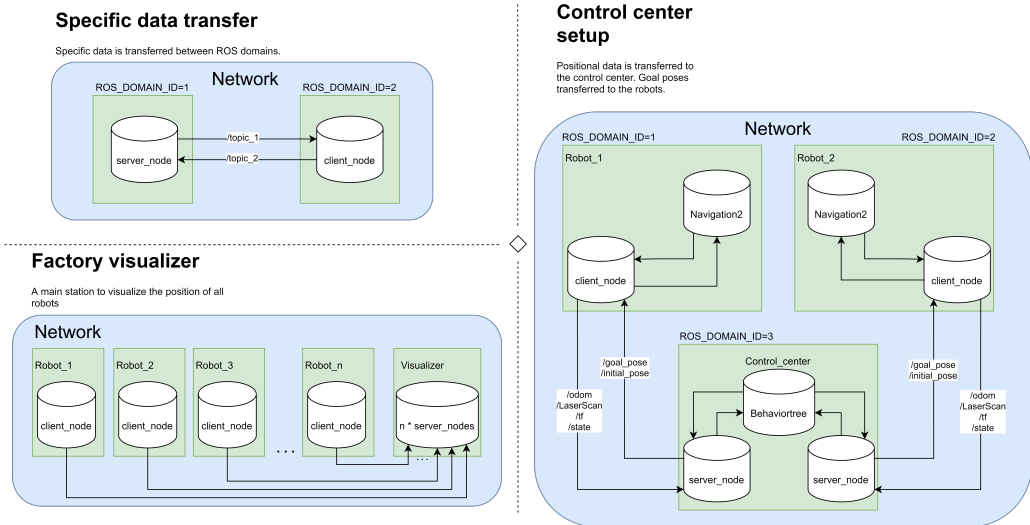 Specific data transfer
Specific data is transferred between ROS domains.
Network
ROS_DOMAIN_ID=1
ROS_DOMAIN_ID=2
/topic_1
/topic_2
server_node
client_node
Factory visualizer
A main station to visualize the position of all
robots
Network
Robot_1
Robot_2
Robot_3
Robot_n
Visualizer
client_node
client_node
client_node
client_node
n * server_nodes
. . .
...
Control center
setup
Positional data is transferred to
the control center. Goal poses
transferred to the robots.
Network
ROS_DOMAIN_ID=1
ROS_DOMAIN_ID=2
Robot_1
Robot_2
Navigation2
Navigation2
client_node
client_node
ROS_DOMAIN_ID=3
Control_center
/goal_pose
/initial_pose
/goal_pose
/initial_pose
/odom
/LaserScan
/tf
/state
/odom
/LaserScan
/tf
/state
Behaviortree
server_node
server_node